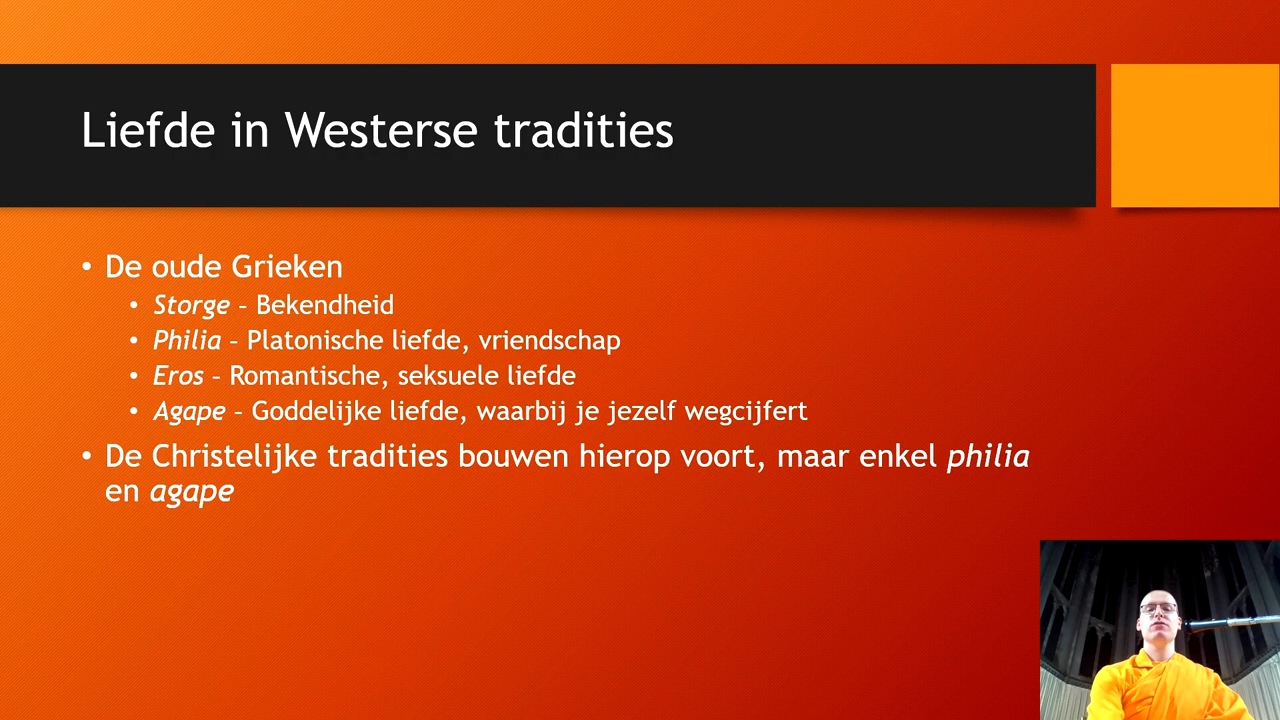 Liefde in Westerse tradities
• De oude Grieken
• Storge – Bekendheid
• Philia – Platonische liefde, vriendschap
• Eros – Romantische, seksuele liefde
• Agape – Goddelijke liefde, waarbij je jezelf wegcijfert
• De Christelijke tradities bouwen hierop voort, maar enkel philia
en agape